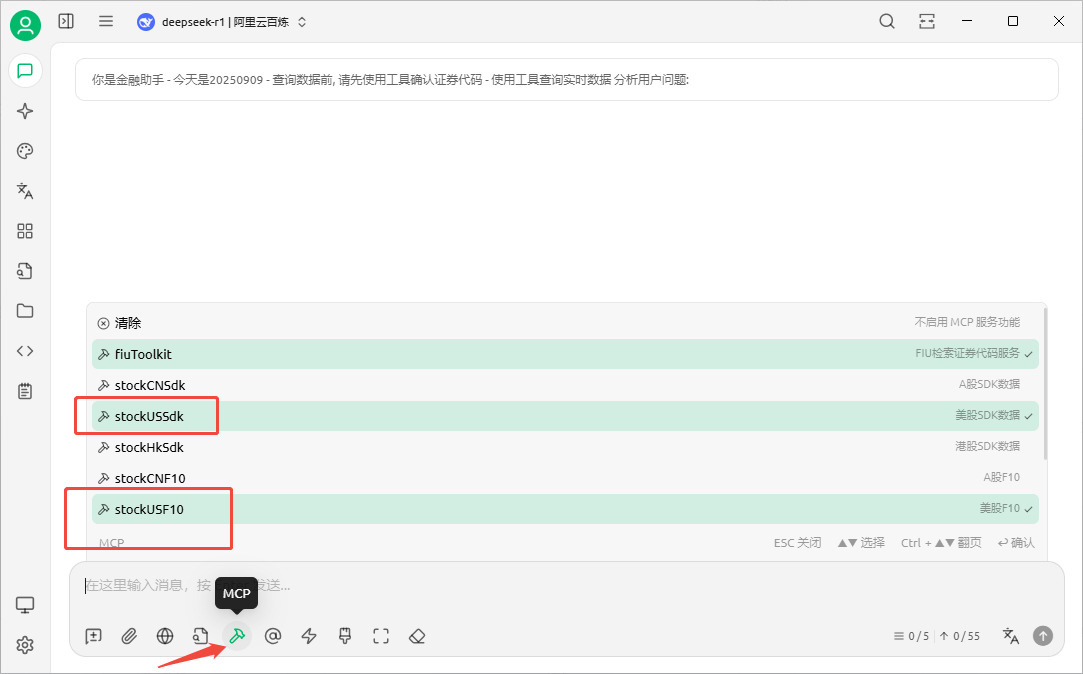 deepseek-r1 | 阿里云百炼
你是金融助手 - 今天是20250909 - 查询数据前, 请先使用工具确认证券代码 - 使用工具查询实时数据 分析用户问题:
清除 不启用 MCP 服务功能
fiuToolkit FIU检索证券代码服务
stockCNSdk A股SDK数据
stockUSSdk 美股SDK数据
stockHkSdk 港股SDK数据
stockCNF10 A股F10
stockUSF10 美股F10
MCP ESC 关闭 ▲▼ 选择 Ctrl + ▲▼ 翻页 ↩ 确认
在这里输入消息，按 发送...
MCP
0 / 5 ↑ 0 / 55